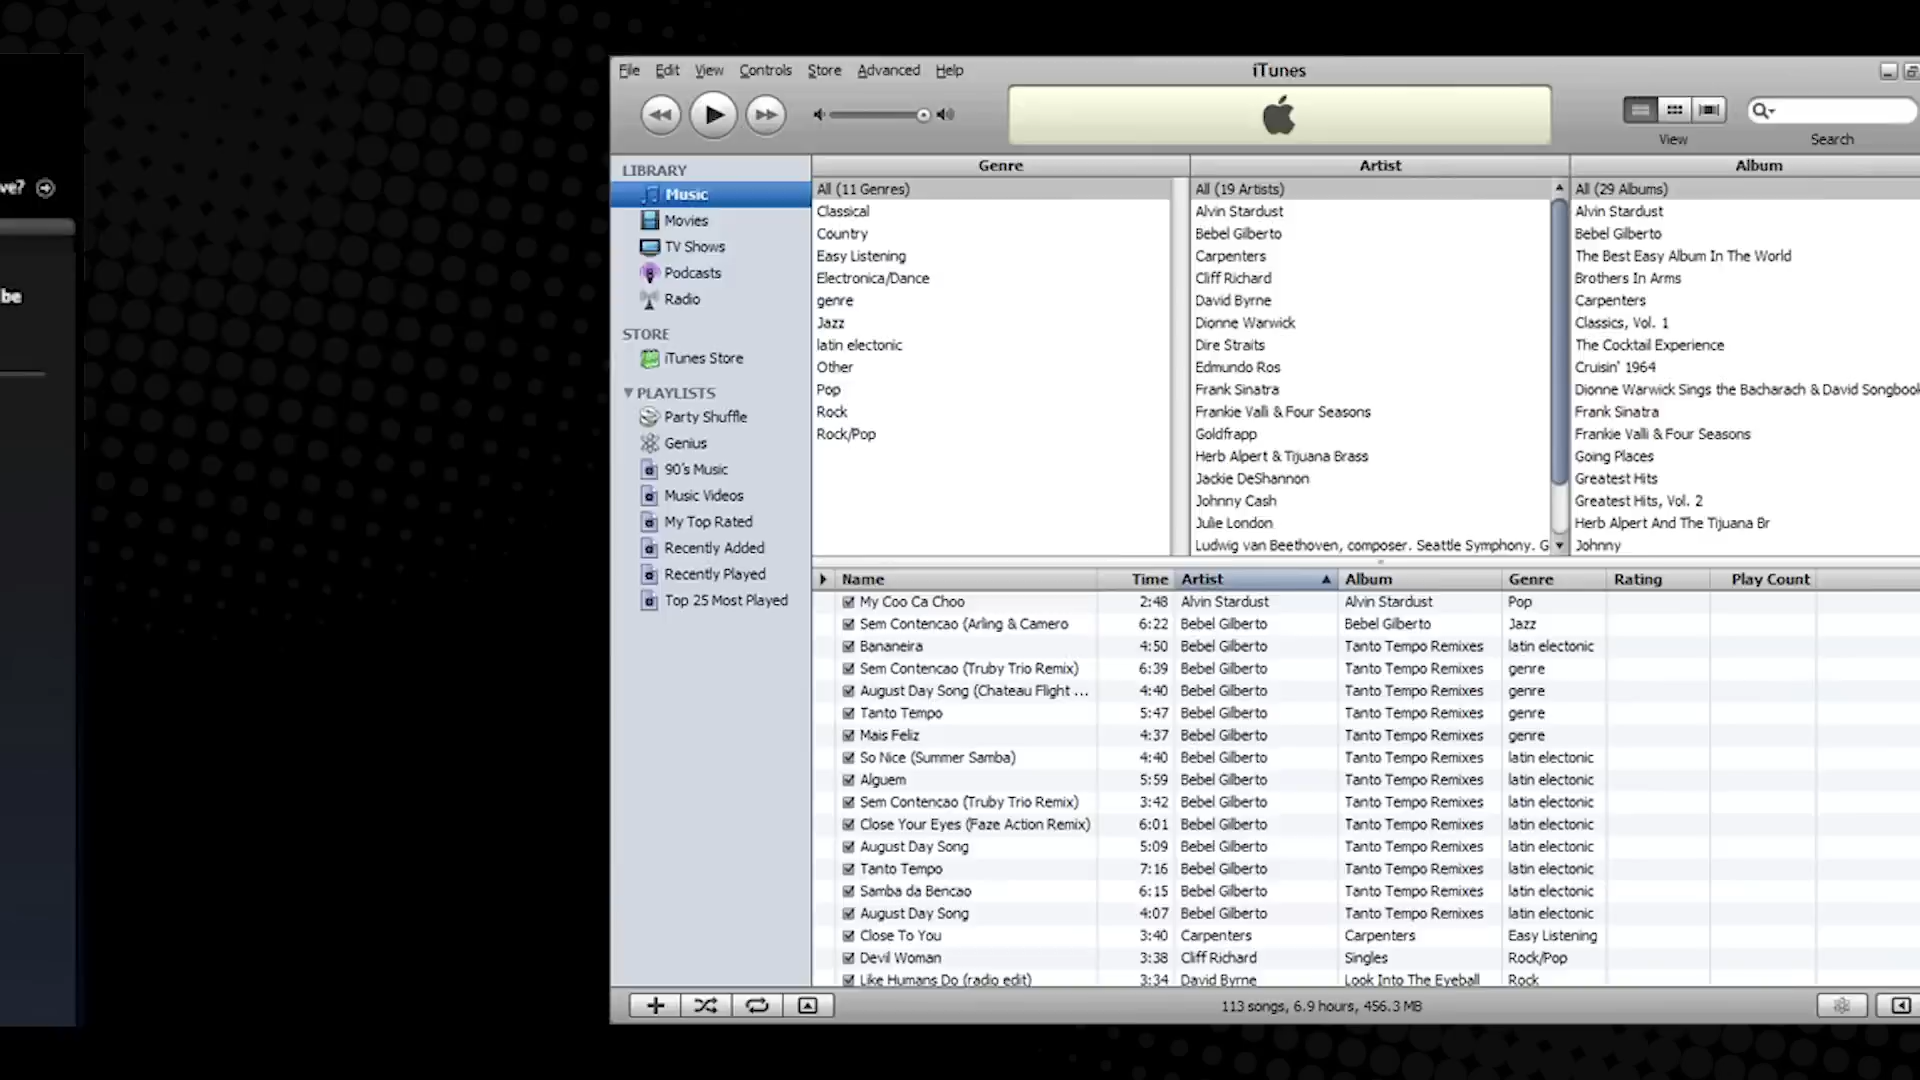 ve?
be
File Edit View Controls Store Advanced Help
iTunes
View
Search
LIBRARY
Music
Movies
TV Shows
Podcasts
Radio
STORE
iTunes Store
PLAYLISTS
Party Shuffle
Genius
90's Music
Music Videos
My Top Rated
Recently Added
Recently Played
Top 25 Most Played
Genre
All (11 Genres)
Classical
Country
Easy Listening
Electronica/Dance
genre
Jazz
latin electonic
Other
Pop
Rock
Rock/Pop
Artist
All (19 Artists)
Alvin Stardust
Bebel Gilberto
Carpenters
Cliff Richard
David Byrne
Dionne Warwick
Dire Straits
Edmundo Ros
Frank Sinatra
Frankie Valli & Four Seasons
Goldfrapp
Herb Alpert & Tijuana Brass
Jackie DeShannon
Johnny Cash
Julie London
Ludwig van Beethoven, composer. Seattle Symphony. G
Album
All (29 Albums)
Alvin Stardust
Bebel Gilberto
The Best Easy Album In The World
Brothers In Arms
Carpenters
Classics, Vol. 1
The Cocktail Experience
Cruisin' 1964
Dionne Warwick Sings the Bacharach & David Songbook
Frank Sinatra
Frankie Valli & Four Seasons
Going Places
Greatest Hits
Greatest Hits, Vol. 2
Herb Alpert And The Tijuana Br
Johnny
Name Time Artist Album Genre Rating Play Count
My Coo Ca Choo 2:48 Alvin Stardust Alvin Stardust Pop
Sem Contencao (Arling & Camero 6:22 Bebel Gilberto Bebel Gilberto Jazz
Bananeira 4:50 Bebel Gilberto Tanto Tempo Remixes latin electonic
Sem Contencao (Truby Trio Remix) 6:39 Bebel Gilberto Tanto Tempo Remixes genre
August Day Song (Chateau Flight ... 4:40 Bebel Gilberto Tanto Tempo Remixes genre
Tanto Tempo 5:47 Bebel Gilberto Tanto Tempo Remixes genre
Mais Feliz 4:37 Bebel Gilberto Tanto Tempo Remixes genre
So Nice (Summer Samba) 4:40 Bebel Gilberto Tanto Tempo Remixes latin electonic
Alguem 5:59 Bebel Gilberto Tanto Tempo Remixes latin electonic
Sem Contencao (Truby Trio Remix) 3:42 Bebel Gilberto Tanto Tempo Remixes latin electonic
Close Your Eyes (Faze Action Remix) 6:01 Bebel Gilberto Tanto Tempo Remixes latin electonic
August Day Song 5:09 Bebel Gilberto Tanto Tempo Remixes latin electonic
Tanto Tempo 7:16 Bebel Gilberto Tanto Tempo Remixes latin electonic
Samba da Bencao 6:15 Bebel Gilberto Tanto Tempo Remixes latin electonic
August Day Song 4:07 Bebel Gilberto Tanto Tempo Remixes latin electonic
Close To You 3:40 Carpenters Carpenters Easy Listening
Devil Woman 3:38 Cliff Richard Singles Rock/Pop
Like Humans Do (radio edit) 3:34 David Byrne Look Into The Eyeball Rock
113 songs, 6.9 hours, 456.3 MB